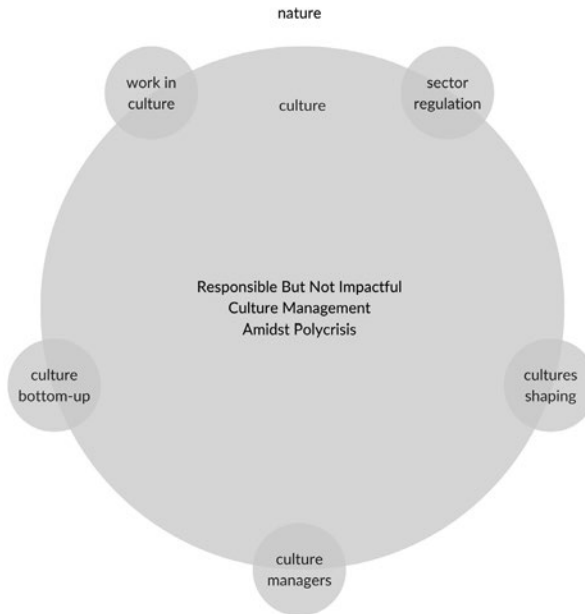 nature
work in
culture
culture
sector
regulation
Responsible But Not Impactful
Culture Management
Amidst Polycrisis
culture
bottom-up
cultures
shaping
culture
managers